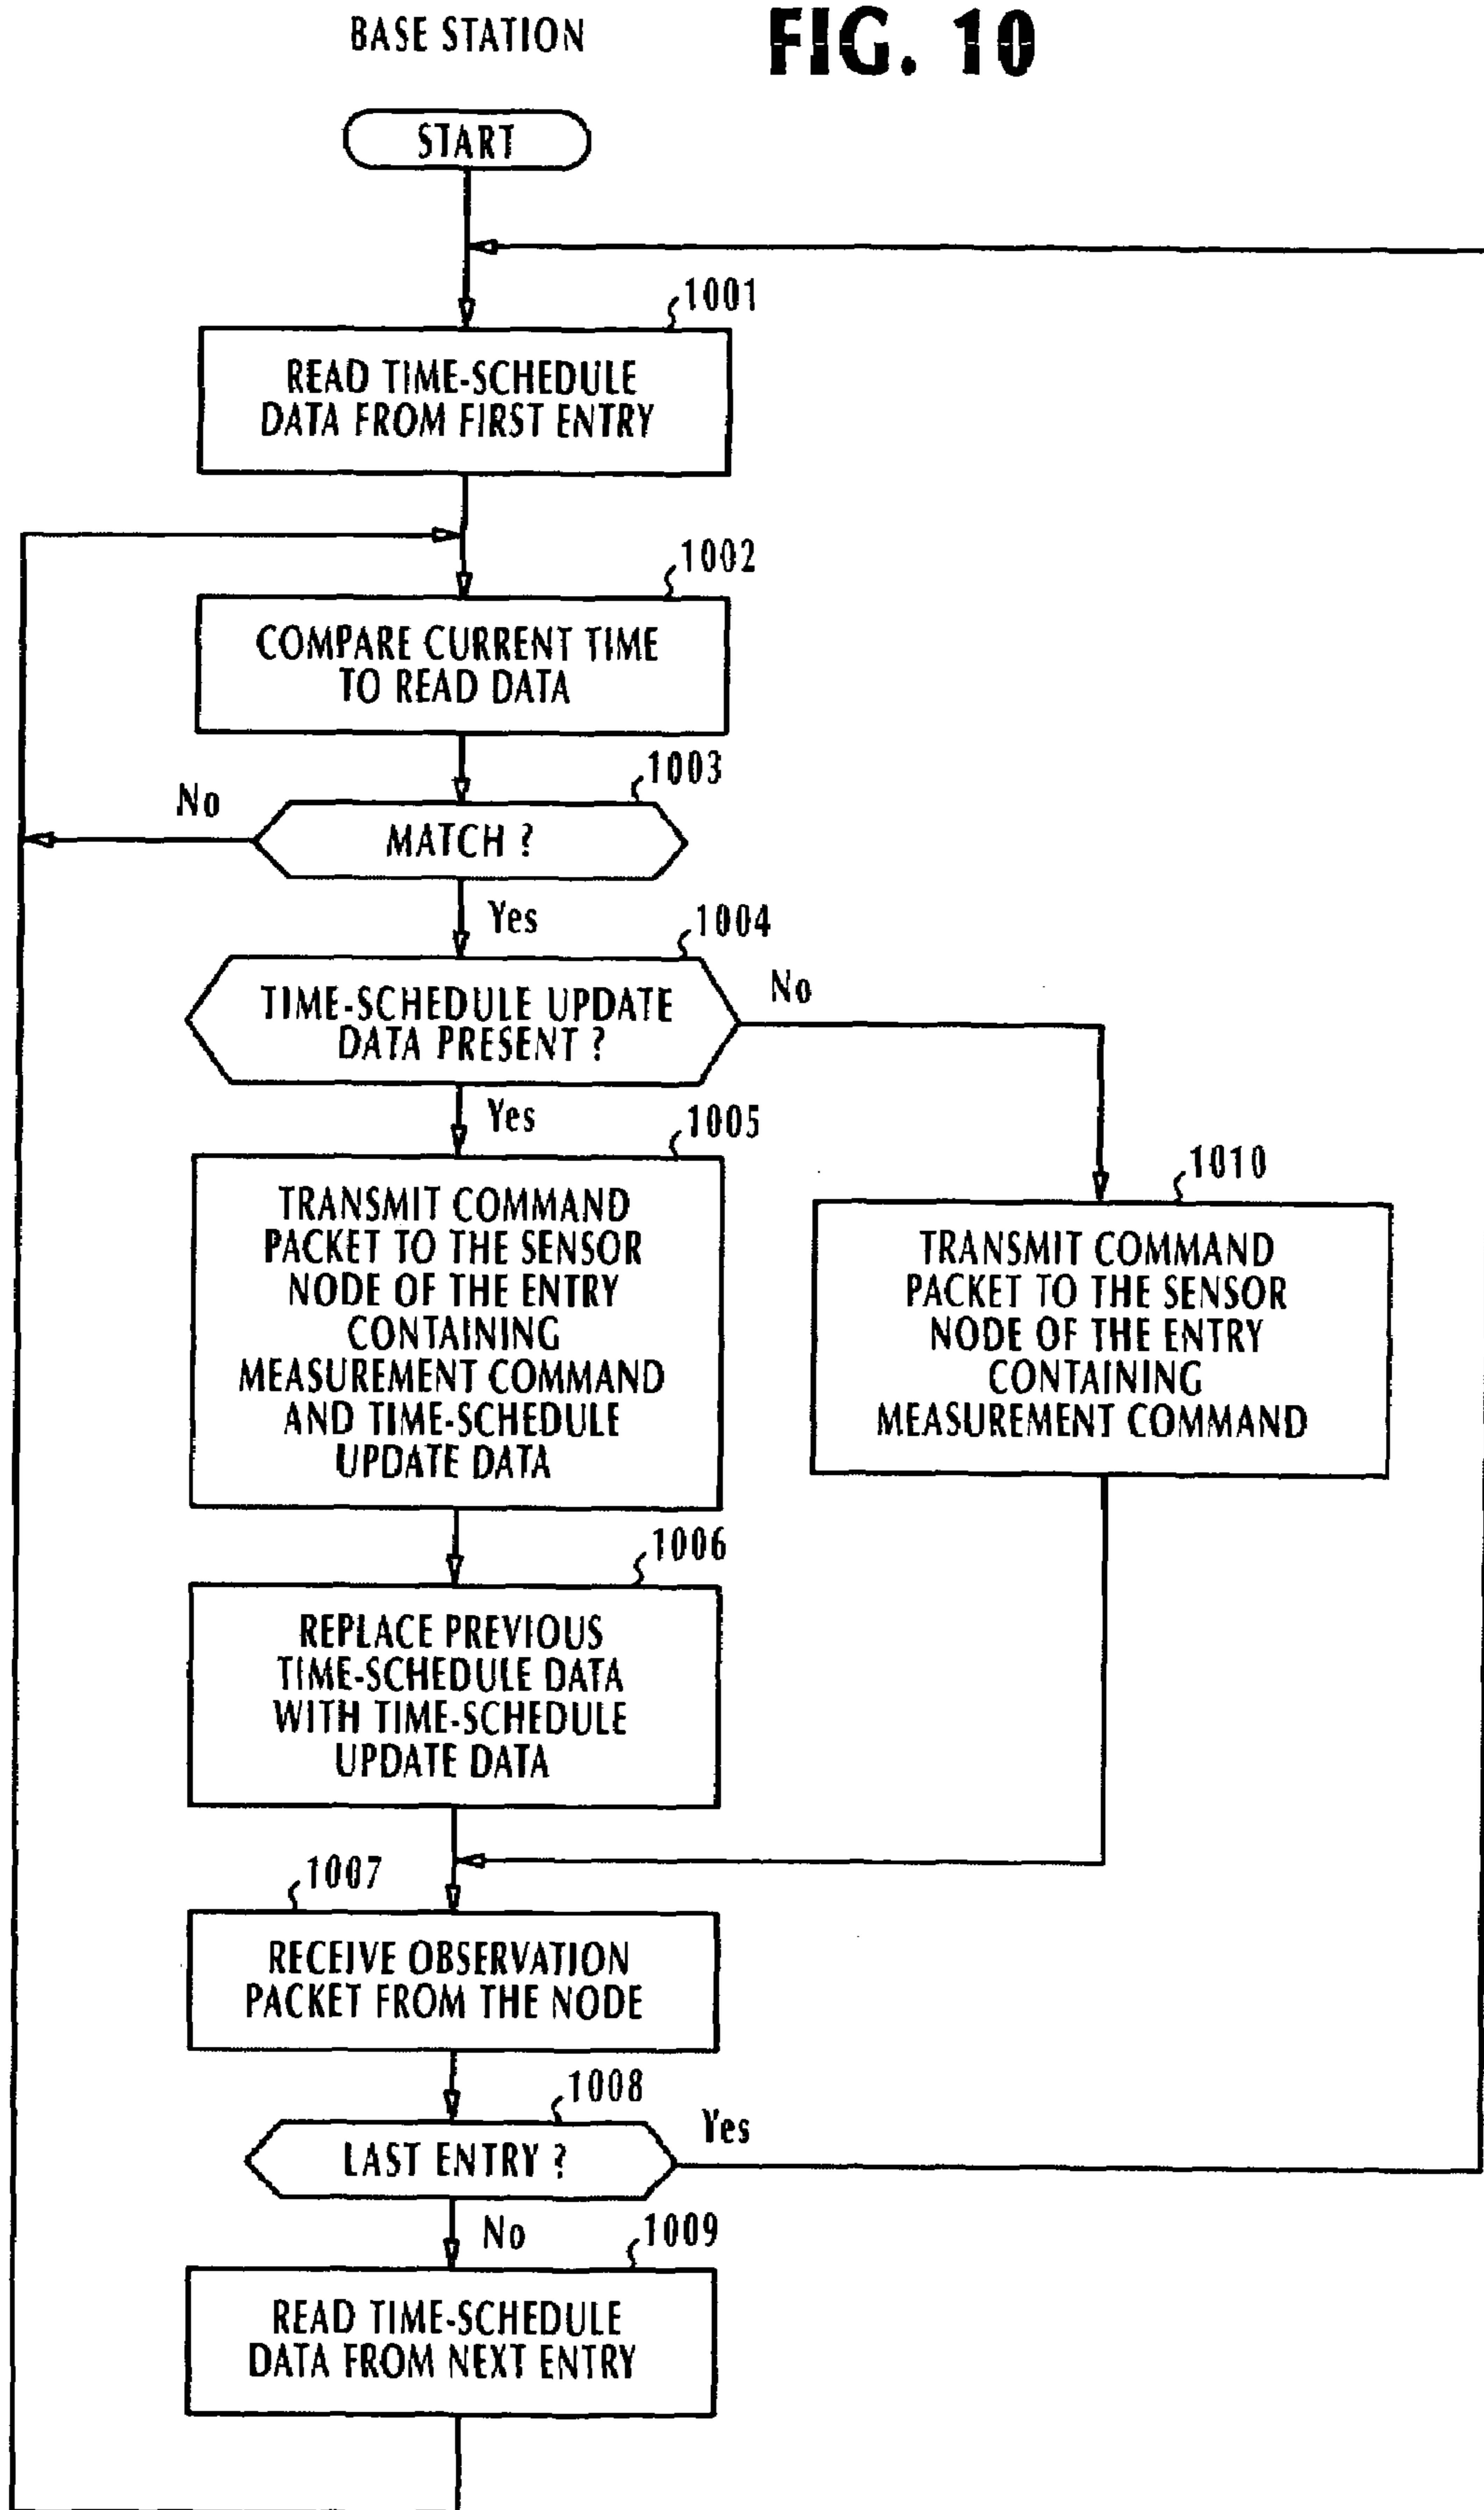 BASE STATION
FIG. 10
START
1001
READ TIME-SCHEDULE
DATA FROM FIRST ENTRY
1002
COMPARE CURRENT TIME
TO READ DATA
1003
No
MATCH ?
Yes
1004
TIME-SCHEDULE UPDATE
DATA PRESENT ?
No
Yes
1005
TRANSMIT COMMAND
PACKET TO THE SENSOR
NODE OF THE ENTRY
CONTAINING
MEASUREMENT COMMAND
AND TIME-SCHEDULE
UPDATE DATA
1010
TRANSMIT COMMAND
PACKET TO THE SENSOR
NODE OF THE ENTRY
CONTAINING
MEASUREMENT COMMAND
1006
REPLACE PREVIOUS
TIME-SCHEDULE DATA
WITH TIME-SCHEDULE
UPDATE DATA
1007
RECEIVE OBSERVATION
PACKET FROM THE NODE
1008
LAST ENTRY ?
Yes
No
1009
READ TIME-SCHEDULE
DATA FROM NEXT ENTRY